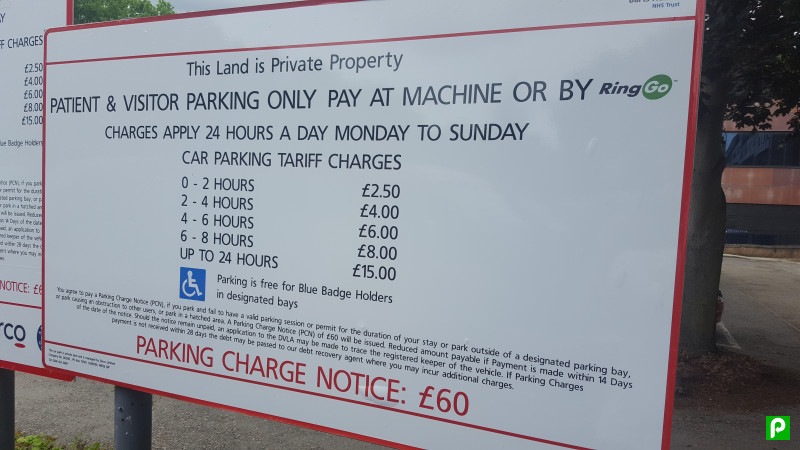 FF CHARGES
£2.50
£4.00
£6.00
£8.00
£15.00
lue Badge Holders
NOTICE: £6
rco
NHS Trust
This Land is Private Property
PATIENT & VISITOR PARKING ONLY PAY AT MACHINE OR BY RingGo
CHARGES APPLY 24 HOURS A DAY MONDAY TO SUNDAY
CAR PARKING TARIFF CHARGES
0 - 2 HOURS £2.50
2 - 4 HOURS £4.00
4 - 6 HOURS £6.00
6 - 8 HOURS £8.00
UP TO 24 HOURS £15.00
Parking is free for Blue Badge Holders
in designated bays
You agree to pay a Parking Charge Notice (PCN), if you park and fail to have a valid parking session or permit for the duration of your stay or park outside of a designated parking bay,
or park causing an obstruction to other users, or park in a hatched area. A Parking Charge Notice (PCN) of £60 will be issued. Reduced amount payable if Payment is made within 14 Days
of the date of the notice. Should the notice remain unpaid, an application to the DVLA may be made to trace the registered keeper of the vehicle. If Parking Charges
payment is not received within 28 days the debt may be passed to our debt recovery agent where you may incur additional charges.
PARKING CHARGE NOTICE: £60